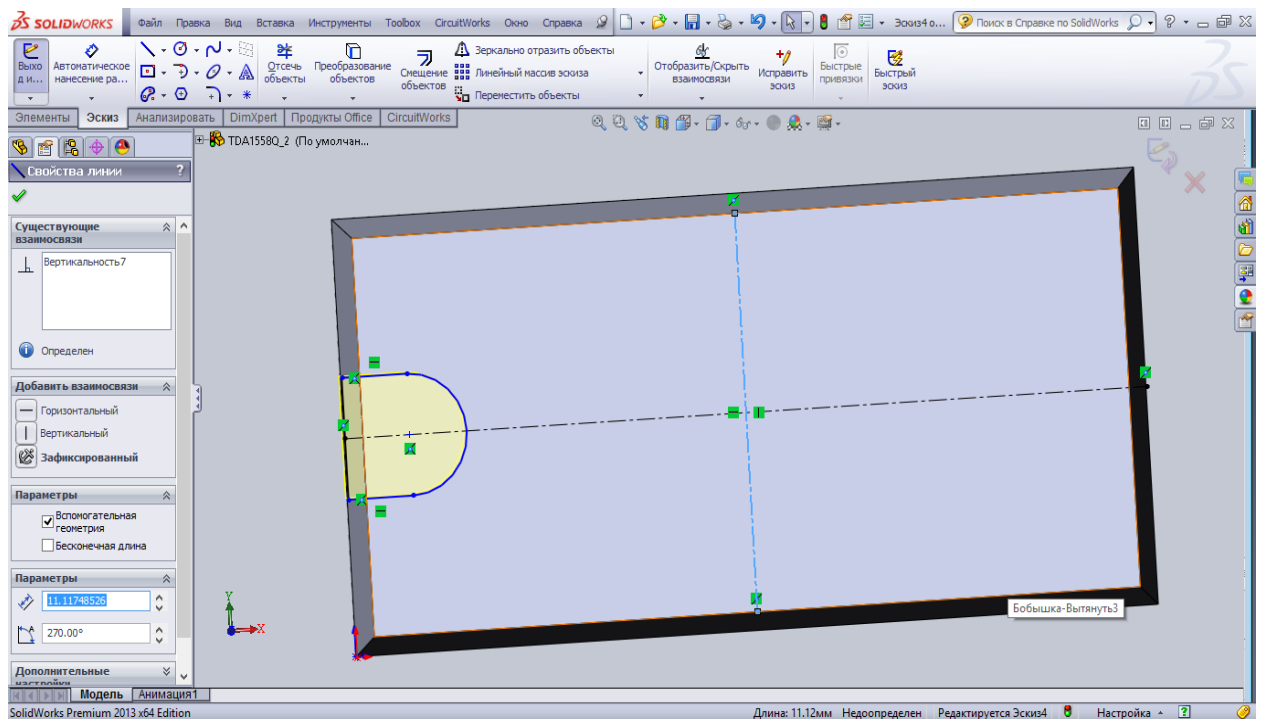 SOLIDWORKS Файл Правка Вид Вставка Инструменты Toolbox CircuitWorks Окно Справка Эскиз4 о... Поиск в Справке по SolidWorks
Выхо д и...
Автоматическое нанесение ра...
Отсечь объекты
Преобразование объектов
Смещение объектов
Зеркально отразить объекты
Линейный массив эскиза
Переместить объекты
Отобразить/Скрыть взаимосвязи
Исправить эскиз
Быстрые привязки
Быстрый эскиз
Элементы Эскиз Анализировать DimXpert Продукты Office CircuitWorks
TDA1558Q_2 (По умолчан...
Свойства линии ?
Существующие взаимосвязи
Вертикальность7
Определен
Добавить взаимосвязи
Горизонтальный
Вертикальный
Зафиксированный
Параметры
Вспомогательная геометрия
Бесконечная длина
Параметры
11.11748526
270.00°
Дополнительные настройки
Y
X
Бобышка-Вытянуть3
Модель Анимация1
SolidWorks Premium 2013 x64 Edition Длина: 11.12мм Недоопределен Редактируется Эскиз4 Настройка ?